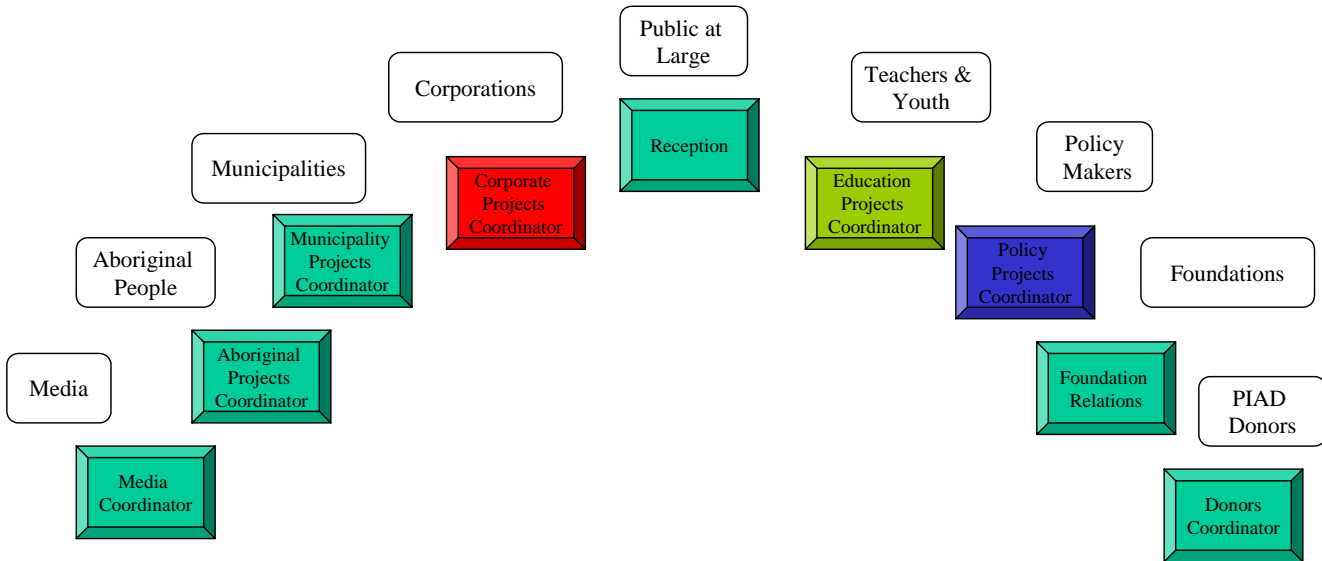 Public at
Large
Corporations
Teachers &
Youth
Reception
Municipalities
Policy
Makers
Corporate
Projects
Coordinator
Education
Projects
Coordinator
Aboriginal
People
Municipality
Projects
Coordinator
Policy
Projects
Coordinator
Foundations
Media
Aboriginal
Projects
Coordinator
Foundation
Relations
PIAD
Donors
Media
Coordinator
Donors
Coordinator